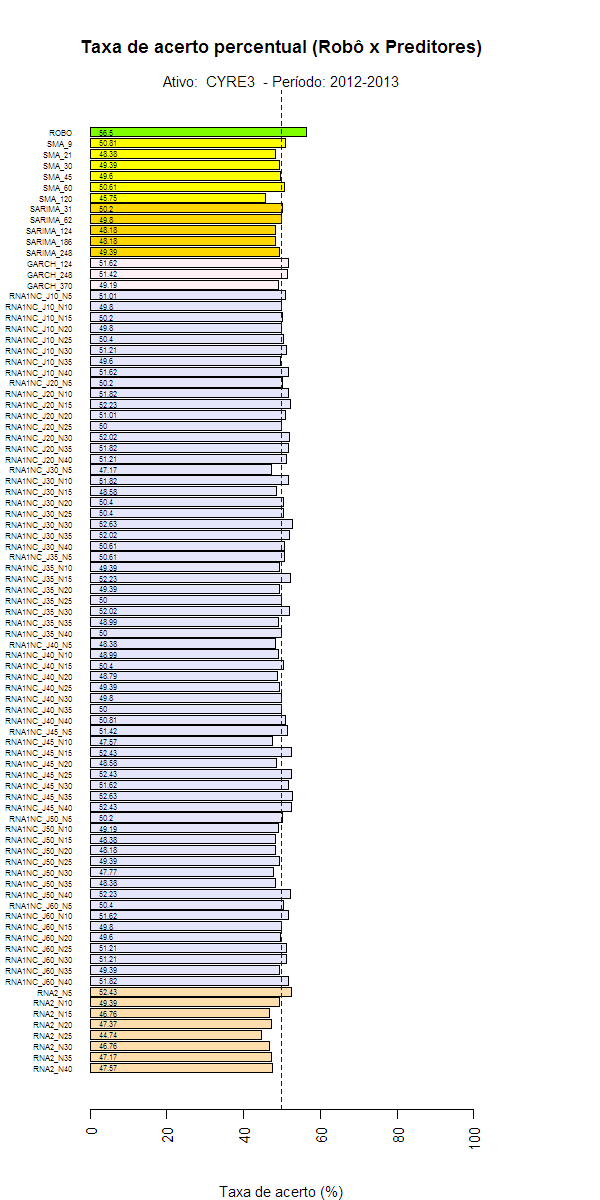 Taxa de acerto percentual (Robô x Preditores)
Ativo:  CYRE3  - Período: 2012-2013
ROBO 56.5
SMA_9 50.81
SMA_21 48.38
SMA_30 49.39
SMA_45 49.6
SMA_60 50.61
SMA_120 45.75
SARIMA_31 50.2
SARIMA_62 49.8
SARIMA_124 48.18
SARIMA_186 48.18
SARIMA_248 49.39
GARCH_124 51.62
GARCH_248 51.42
GARCH_370 49.19
RNA1NC_J10_N5 51.01
RNA1NC_J10_N10 49.8
RNA1NC_J10_N15 50.2
RNA1NC_J10_N20 49.8
RNA1NC_J10_N25 50.4
RNA1NC_J10_N30 51.21
RNA1NC_J10_N35 49.6
RNA1NC_J10_N40 51.62
RNA1NC_J20_N5 50.2
RNA1NC_J20_N10 51.82
RNA1NC_J20_N15 52.23
RNA1NC_J20_N20 51.01
RNA1NC_J20_N25 50
RNA1NC_J20_N30 52.02
RNA1NC_J20_N35 51.82
RNA1NC_J20_N40 51.21
RNA1NC_J30_N5 47.17
RNA1NC_J30_N10 51.82
RNA1NC_J30_N15 48.58
RNA1NC_J30_N20 50.4
RNA1NC_J30_N25 50.4
RNA1NC_J30_N30 52.63
RNA1NC_J30_N35 52.02
RNA1NC_J30_N40 50.61
RNA1NC_J35_N5 50.61
RNA1NC_J35_N10 49.39
RNA1NC_J35_N15 52.23
RNA1NC_J35_N20 49.39
RNA1NC_J35_N25 50
RNA1NC_J35_N30 52.02
RNA1NC_J35_N35 48.99
RNA1NC_J35_N40 50
RNA1NC_J40_N5 48.38
RNA1NC_J40_N10 48.99
RNA1NC_J40_N15 50.4
RNA1NC_J40_N20 48.79
RNA1NC_J40_N25 49.39
RNA1NC_J40_N30 49.8
RNA1NC_J40_N35 50
RNA1NC_J40_N40 50.81
RNA1NC_J45_N5 51.42
RNA1NC_J45_N10 47.57
RNA1NC_J45_N15 52.43
RNA1NC_J45_N20 48.58
RNA1NC_J45_N25 52.43
RNA1NC_J45_N30 51.62
RNA1NC_J45_N35 52.63
RNA1NC_J45_N40 52.43
RNA1NC_J50_N5 50.2
RNA1NC_J50_N10 49.19
RNA1NC_J50_N15 48.38
RNA1NC_J50_N20 48.18
RNA1NC_J50_N25 49.39
RNA1NC_J50_N30 47.77
RNA1NC_J50_N35 48.38
RNA1NC_J50_N40 52.23
RNA1NC_J60_N5 50.4
RNA1NC_J60_N10 51.62
RNA1NC_J60_N15 49.8
RNA1NC_J60_N20 49.6
RNA1NC_J60_N25 51.21
RNA1NC_J60_N30 51.21
RNA1NC_J60_N35 49.39
RNA1NC_J60_N40 51.82
RNA2_N5 52.43
RNA2_N10 49.39
RNA2_N15 46.76
RNA2_N20 47.37
RNA2_N25 44.74
RNA2_N30 46.76
RNA2_N35 47.17
RNA2_N40 47.57
0 20 40 60 80 100
Taxa de acerto (%)